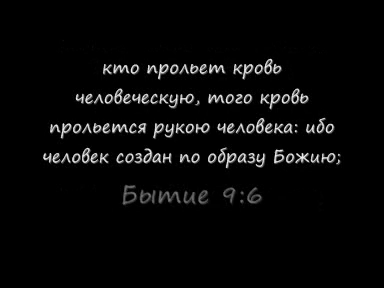 кто прольет кровь
человеческую, того кровь
прольется рукою человека: ибо
человек создан по образу Божию;
Бытие 9:6